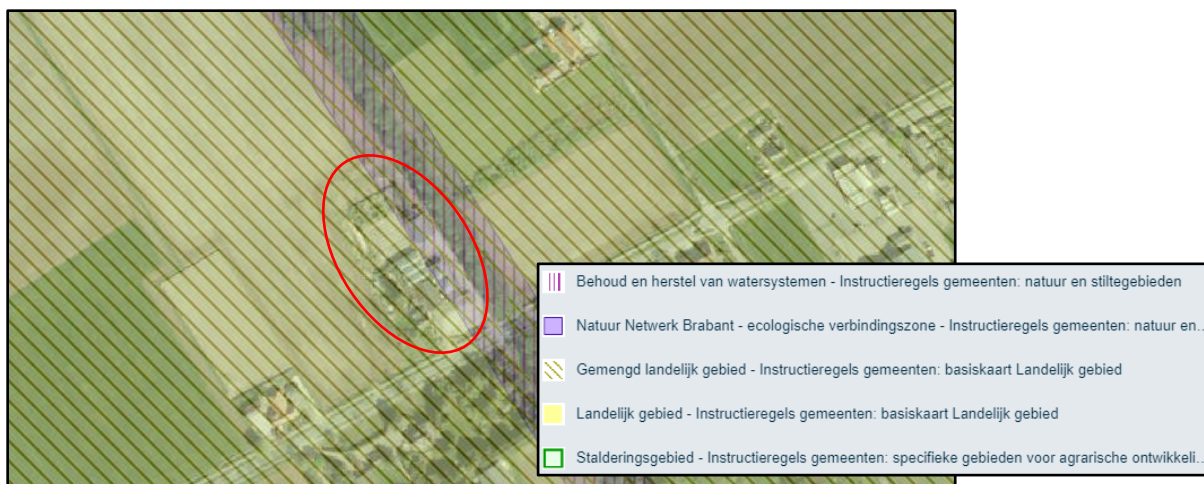 Behoud en herstel van watersystemen - Instructieregels gemeenten: natuur en stiltegebieden
Natuur Netwerk Brabant - ecologische verbindingszone - Instructieregels gemeenten: natuur en...
Gemengd landelijk gebied - Instructieregels gemeenten: basiskaart Landelijk gebied
Landelijk gebied - Instructieregels gemeenten: basiskaart Landelijk gebied
Stalderingsgebied - Instructieregels gemeenten: specifieke gebieden voor agrarische ontwikkeli...